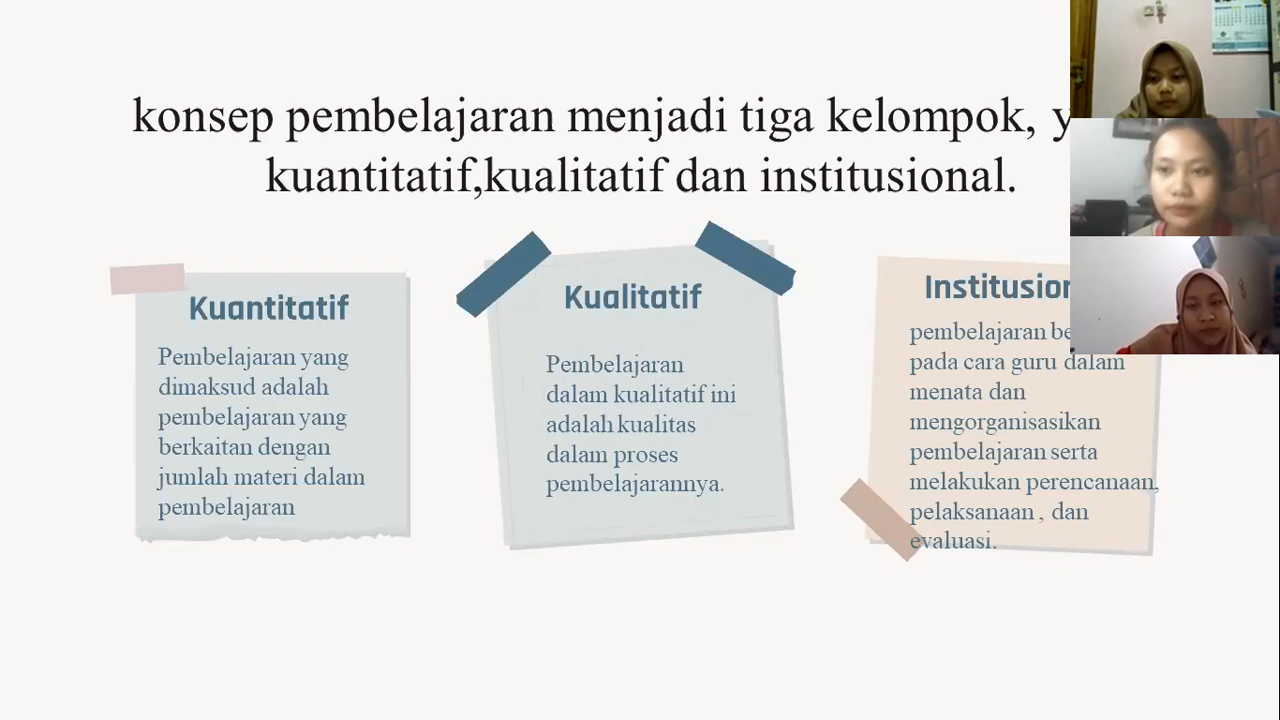 konsep pembelajaran menjadi tiga kelompok,
kuantitatif,kualitatif dan institusional.
Kuantitatif
Pembelajaran yang
dimaksud adalah
pembelajaran yang
berkaitan dengan
jumlah materi dalam
pembelajaran
Kualitatif
Pembelajaran
dalam kualitatif ini
adalah kualitas
dalam proses
pembelajarannya.
pembelajaran
pada cara guru dalam
menata dan
mengorganisasikan
pembelajaran serta
melakukan perencanaan,
pelaksanaan , dan
evaluasi.